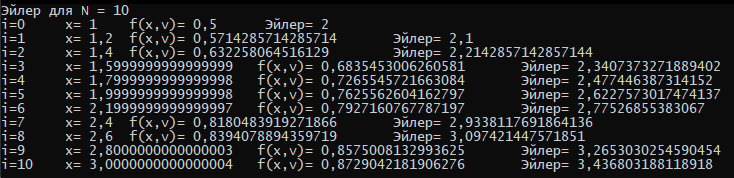 Эйлер для N = 10
i=0 x= 1 f(x,v)= 0,5 Эйлер= 2
i=1 x= 1,2 f(x,v)= 0,5714285714285714 Эйлер= 2,1
i=2 x= 1,4 f(x,v)= 0,632258064516129 Эйлер= 2,2142857142857144
i=3 x= 1,5999999999999999 f(x,v)= 0,6835453006260581 Эйлер= 2,3407373271889402
i=4 x= 1,7999999999999998 f(x,v)= 0,7265545721663084 Эйлер= 2,477446387314152
i=5 x= 1,9999999999999998 f(x,v)= 0,7625562604162797 Эйлер= 2,6227573017474137
i=6 x= 2,1999999999999997 f(x,v)= 0,7927160767787197 Эйлер= 2,77526855383067
i=7 x= 2,4 f(x,v)= 0,8180483919271866 Эйлер= 2,9338117691864136
i=8 x= 2,6 f(x,v)= 0,8394078894359719 Эйлер= 3,097421447571851
i=9 x= 2,8000000000000003 f(x,v)= 0,8575008132993625 Эйлер= 3,2653030254590454
i=10 x= 3,0000000000000004 f(x,v)= 0,8729042181906276 Эйлер= 3,436803188118918